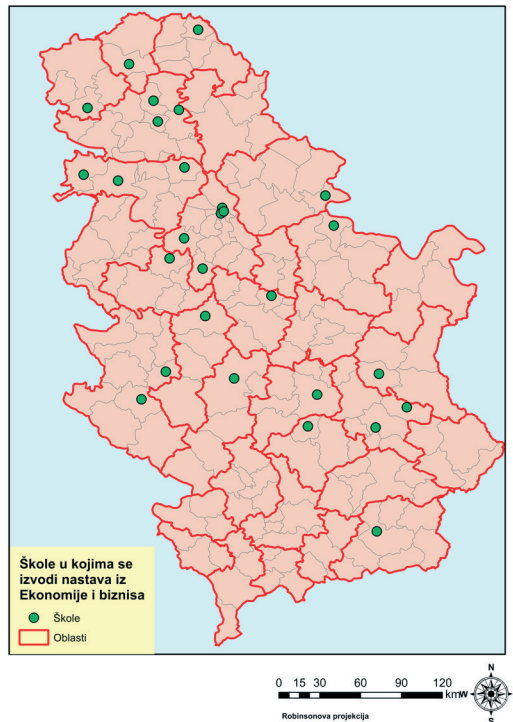 Škole u kojima se
izvodi nastava iz
Ekonomije i biznisa
Škole
Oblasti
0 15 30 60 90 120
km
Robinsonova projekcija
N
W
S